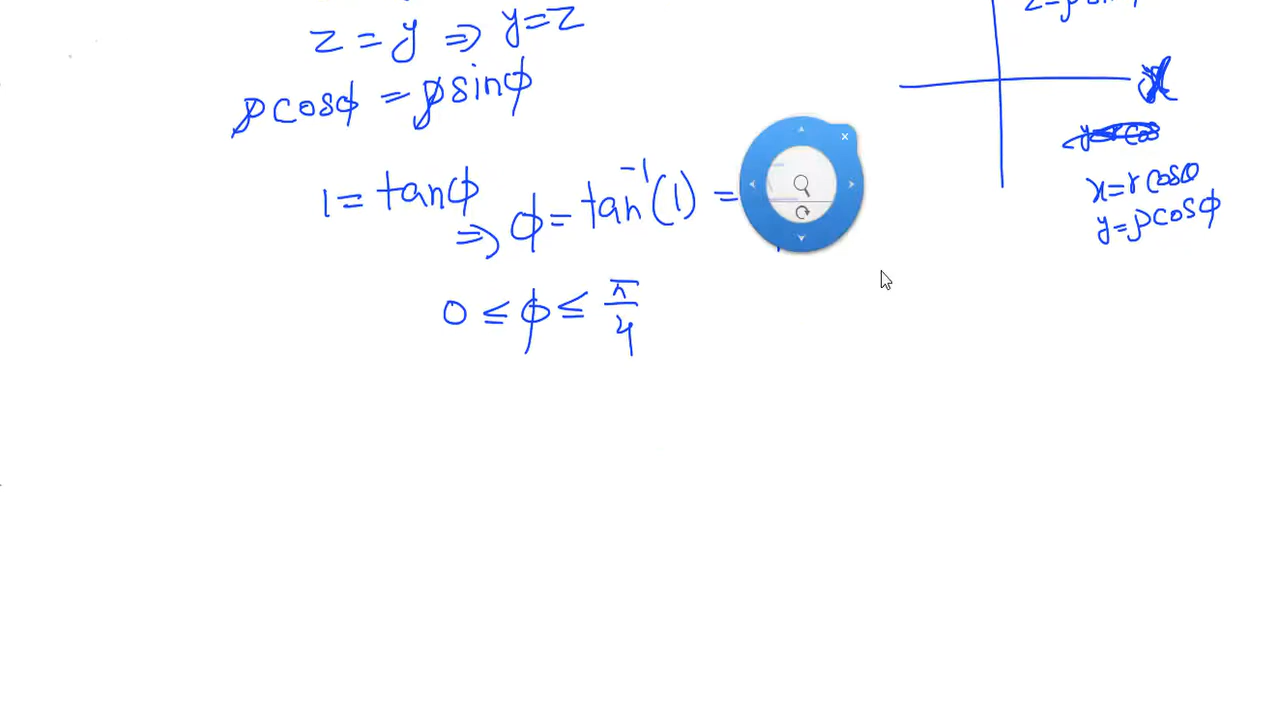 z = y ⇒ y = z
ρcosϕ = ρsinϕ
1 = tanϕ
⇒ ϕ = tan⁻¹(1) =
0 ≤ ϕ ≤ π/4
x = r cosθ
y = ρcosϕ